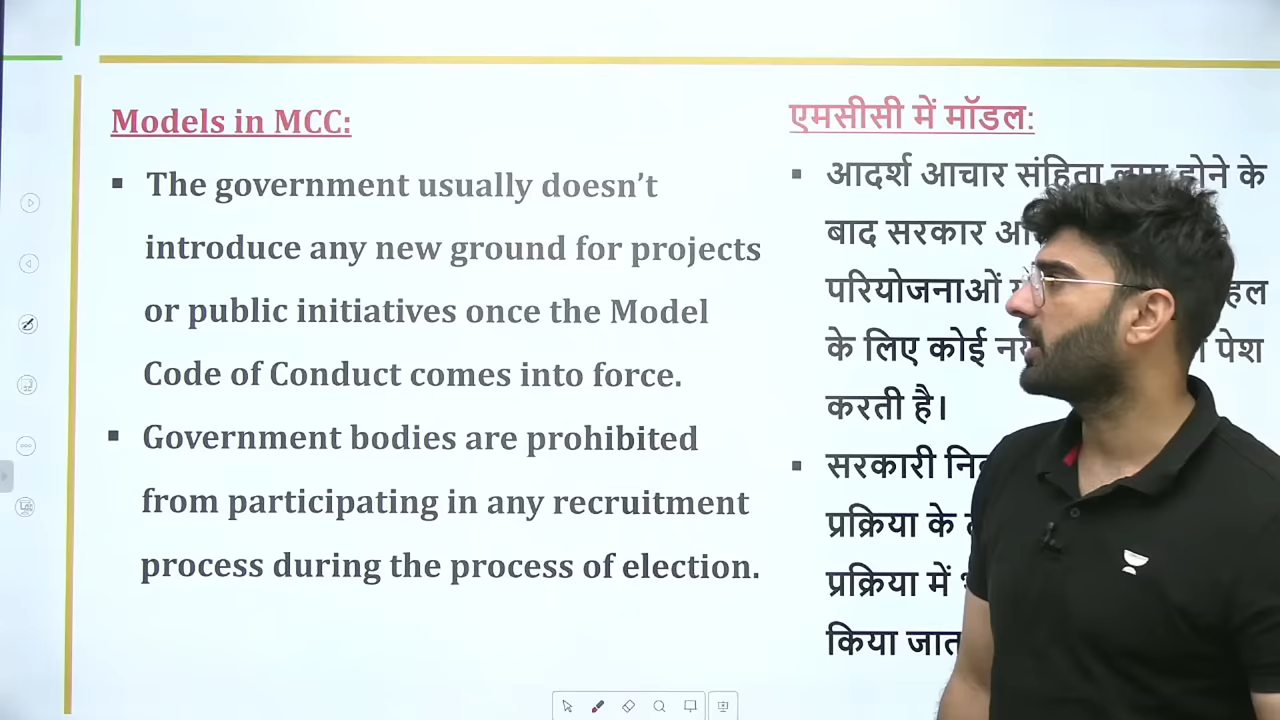 Models in MCC:
▪ The government usually doesn't
introduce any new ground for projects
or public initiatives once the Model
Code of Conduct comes into force.
▪ Government bodies are prohibited
from participating in any recruitment
process during the process of election.
एमसीसी में मॉडल:
▪ आदर्श आचार संहिता होने के
बाद सरकार
परियोजनाओं
के लिए कोई पेश
करती है।
▪ सरकारी
प्रक्रिया के
प्रक्रिया में
किया